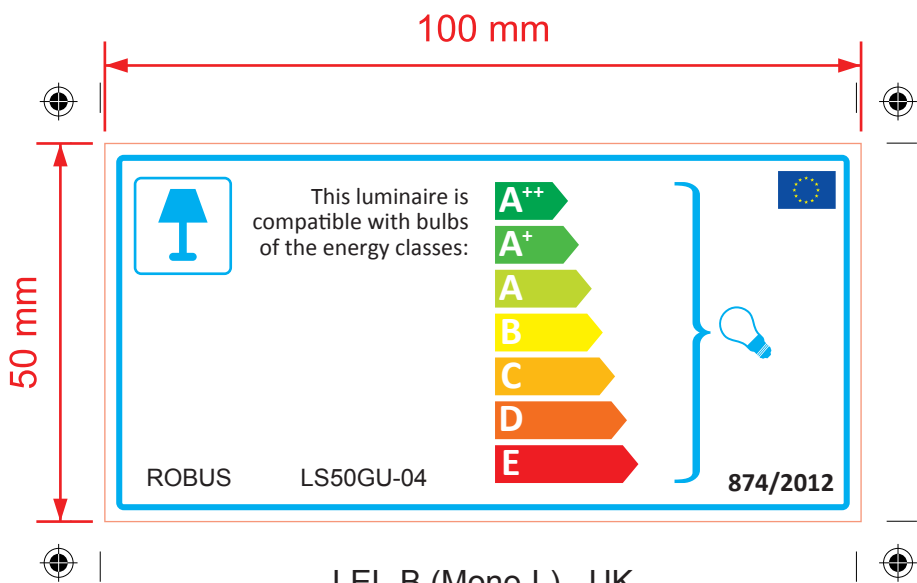 100 mm
50 mm
This luminaire is
compatible with bulbs
of the energy classes:
A++
A+
A
B
C
D
E
ROBUS LS50GU-04
874/2012